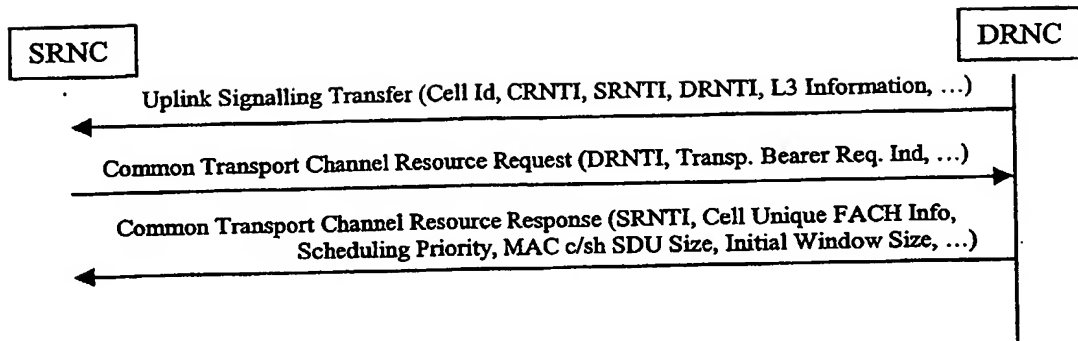 SRNC
DRNC
Uplink Signalling Transfer (Cell Id, CRNTI, SRNTI, DRNTI, L3 Information, ...)
Common Transport Channel Resource Request (DRNTI, Transp. Bearer Req. Ind, ...)
Common Transport Channel Resource Response (SRNTI, Cell Unique FACH Info,
Scheduling Priority, MAC c/sh SDU Size, Initial Window Size, ...)